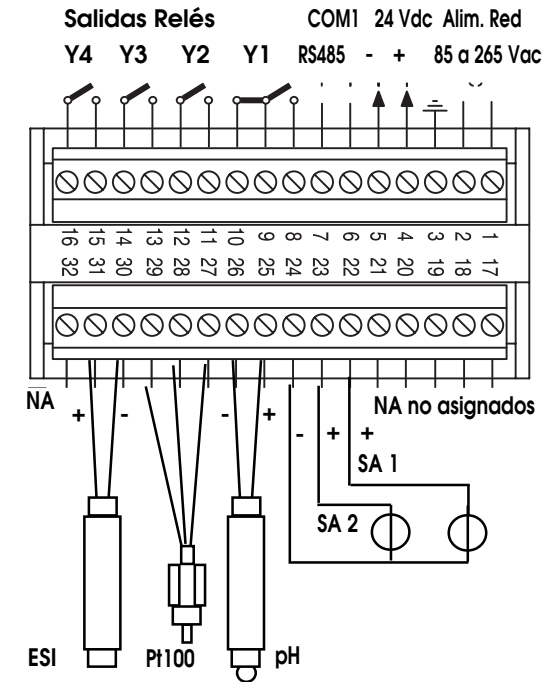 Salidas Relés COM1 24 Vdc Alim. Red
Y4 Y3 Y2 Y1 RS485 - + 85 a 265 Vac
16 15 14 13 12 11 10 9 8 7 6 5 4 3 2 1
32 31 30 29 28 27 26 25 24 23 22 21 20 19 18 17
NA + - - + NA no asignados
- + +
SA 1
SA 2
ESI Pt100 pH